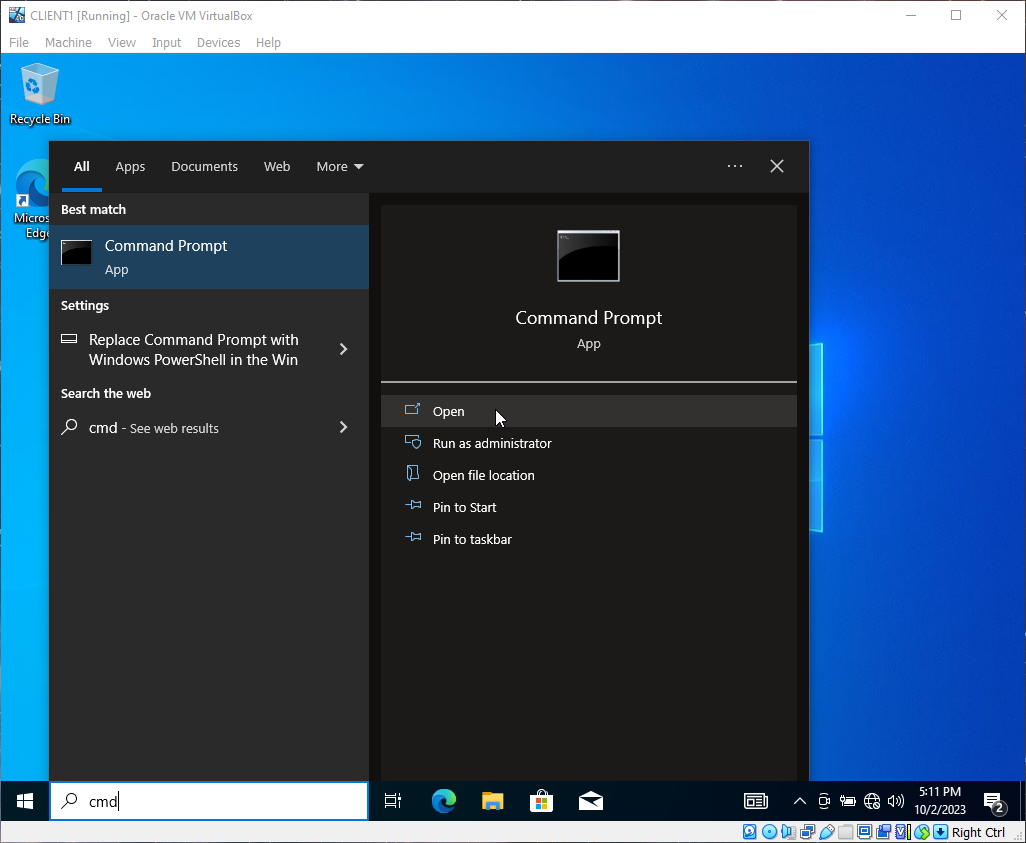 CLIENT1 [Running] - Oracle VM VirtualBox
File Machine View Input Devices Help
Recycle Bin
All Apps Documents Web More
Micros
Edge
Best match
Command Prompt
App
Settings
Replace Command Prompt with
Windows PowerShell in the Win
Search the web
cmd - See web results
Command Prompt
App
Open
Run as administrator
Open file location
Pin to Start
Pin to taskbar
cmd
5:11 PM
10/2/2023
2
Right Ctrl